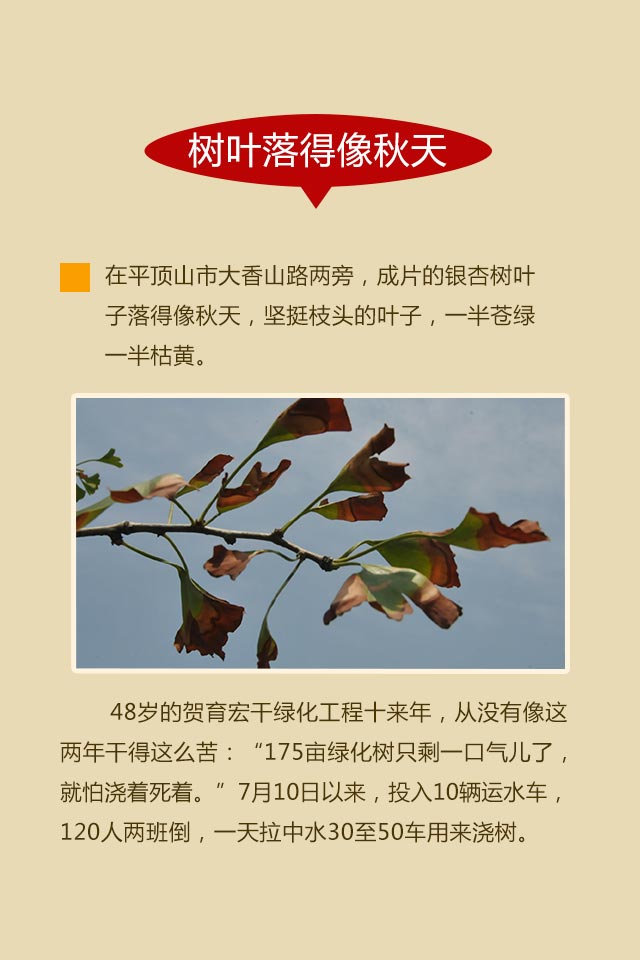 树叶落得像秋天
在平顶山市大香山路两旁，成片的银杏树叶
子落得像秋天，坚挺枝头的叶子，一半苍绿
一半枯黄。
48岁的贺育宏干绿化工程十来年，从没有像这
两年干得这么苦：“175亩绿化树只剩一口气儿了，
就怕浇着死着。”7月10日以来，投入10辆运水车，
120人两班倒，一天拉中水30至50车用来浇树。